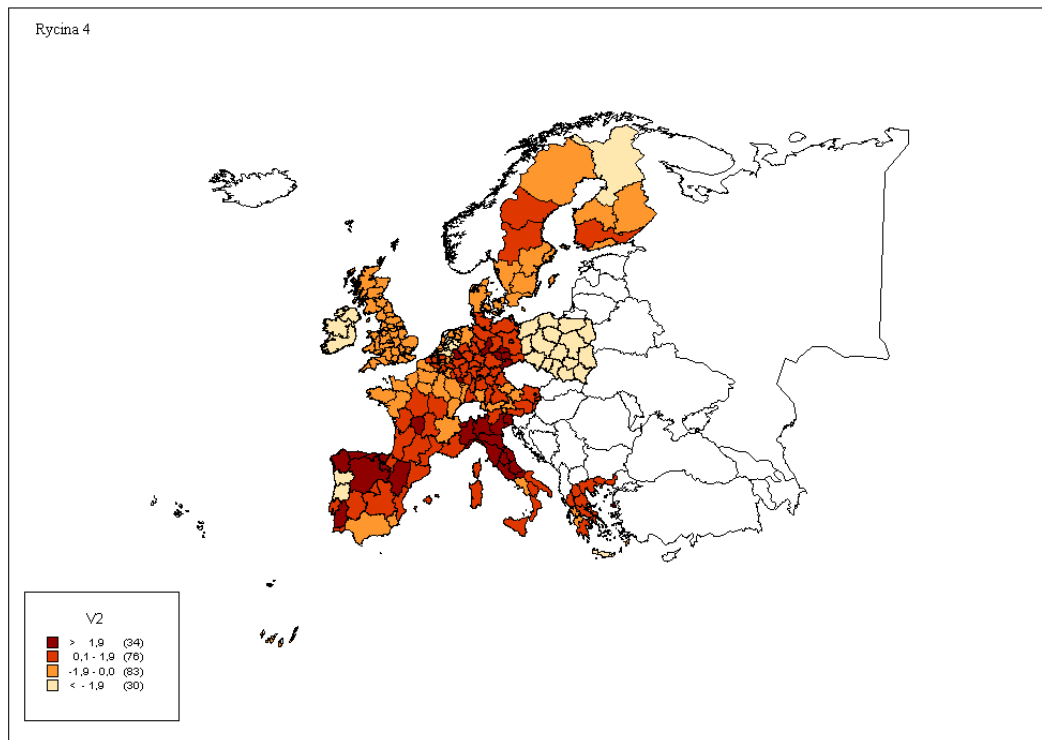 Rycina 4
V2
> 1,9 (34)
0,1 - 1,9 (76)
-1,9 - 0,0 (83)
< - 1,9 (30)